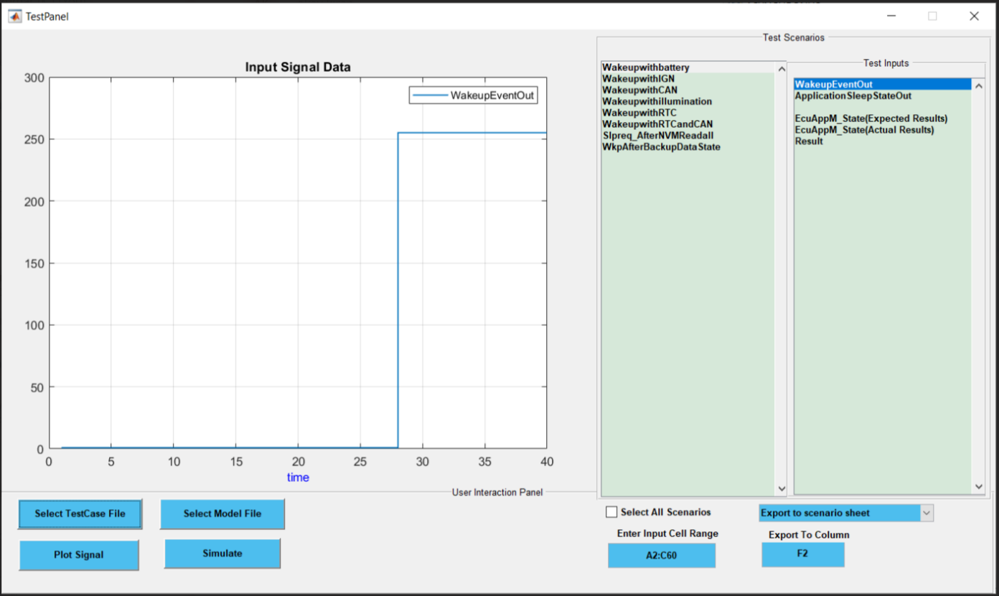 TestPanel
Input Signal Data
300
250
200
150
100
50
0
WakeupEventOut
0 5 10 15 20 25 30 35 40
time
Test Scenarios
Wakeupwithbattery
WakeupwithIGN
WakeupwithCAN
Wakeupwithillumination
WakeupwithRTC
WakeupwithRTCandCAN
Slpreq_AfterNVMReadall
WkpAfterBackupDataState
Test Inputs
WakeupEventOut
ApplicationSleepStateOut
EcuAppM_State(Expected Results)
EcuAppM_State(Actual Results)
Result
User Interaction Panel
Select TestCase File
Select Model File
Plot Signal
Simulate
Select All Scenarios
Export to scenario sheet
Enter Input Cell Range
A2:C60
Export To Column
F2